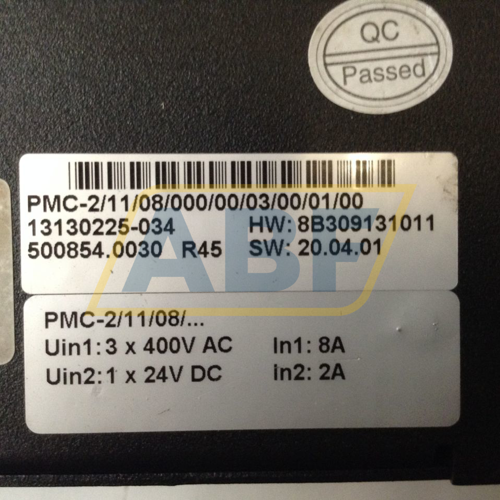 QC
Passed
PMC-2/11/08/000/00/03/00/01/00
13130225-034 HW: 8B309131011
500854.0030 R45 SW: 20.04.01
ABF
PMC-2/11/08/...
Uin1: 3 x 400V AC In1: 8A
Uin2: 1 x 24V DC in2: 2A